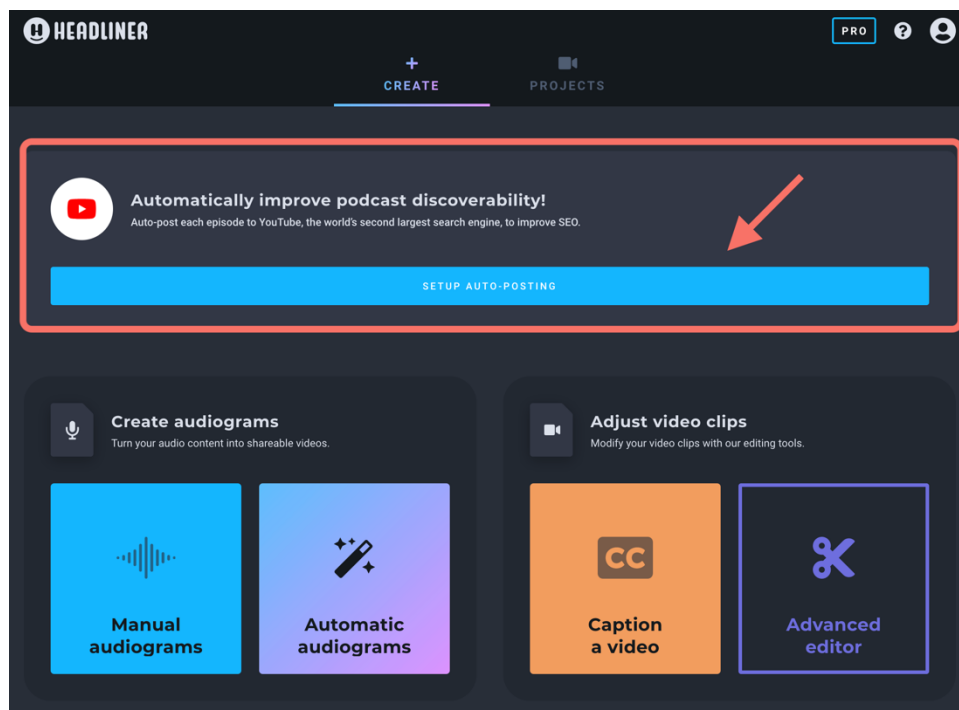 HEADLINER
PRO
?
CREATE
PROJECTS
Automatically improve podcast discoverability!
Auto-post each episode to YouTube, the world's second largest search engine, to improve SEO.
SETUP AUTO-POSTING
Create audiograms
Turn your audio content into shareable videos.
Adjust video clips
Modify your video clips with our editing tools.
Manual
audiograms
Automatic
audiograms
CC
Caption
a video
Advanced
editor